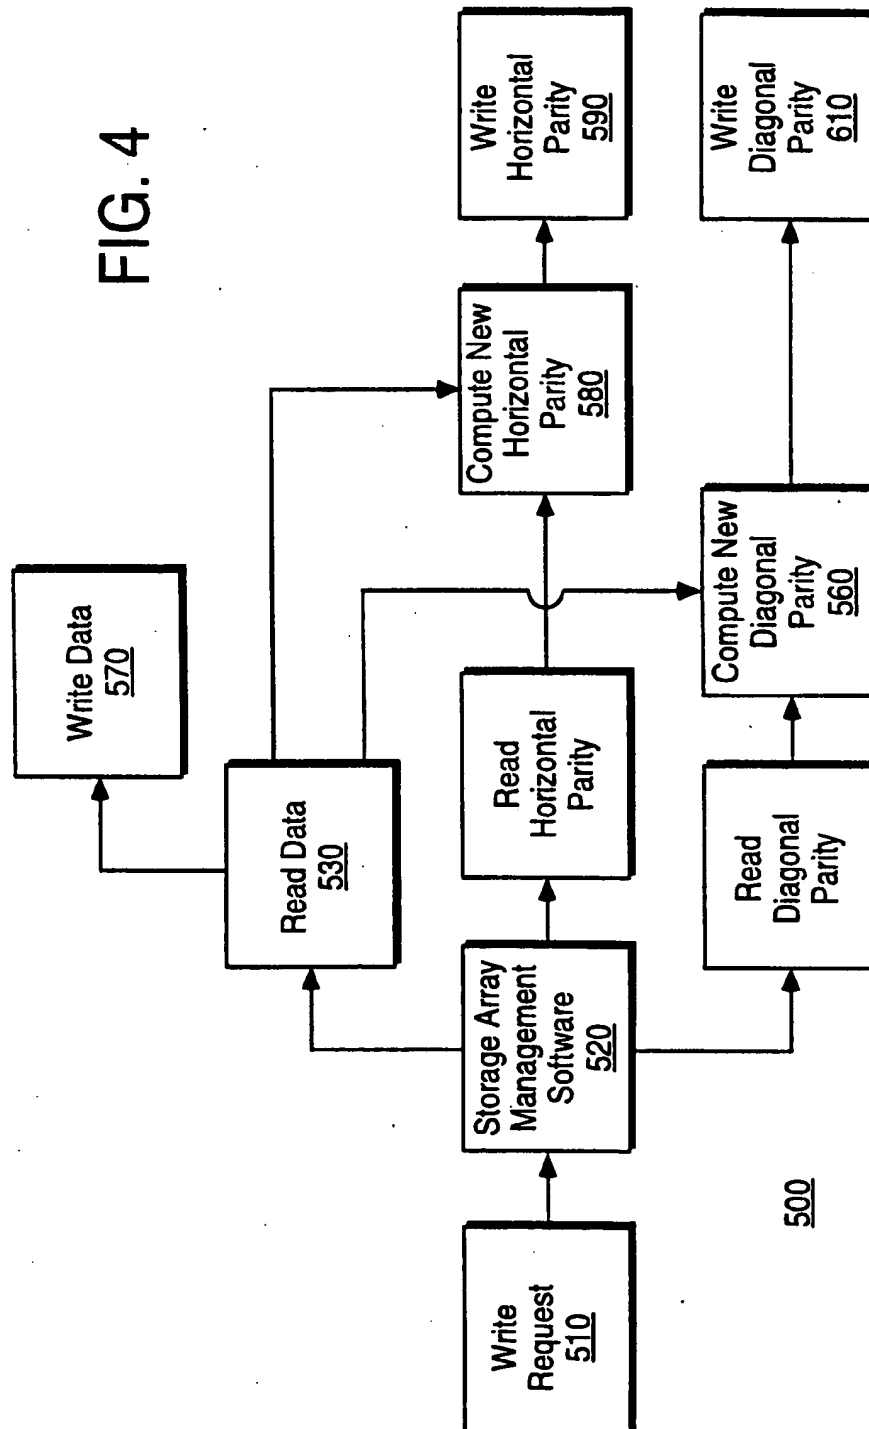 FIG. 4
Write Data
570
Read Data
530
Write
Request
510
Storage Array
Management
Software
520
Read
Horizontal
Parity
Compute New
Horizontal
Parity
580
Write
Horizontal
Parity
590
Read
Diagonal
Parity
Compute New
Diagonal
Parity
560
Write
Diagonal
Parity
610
500